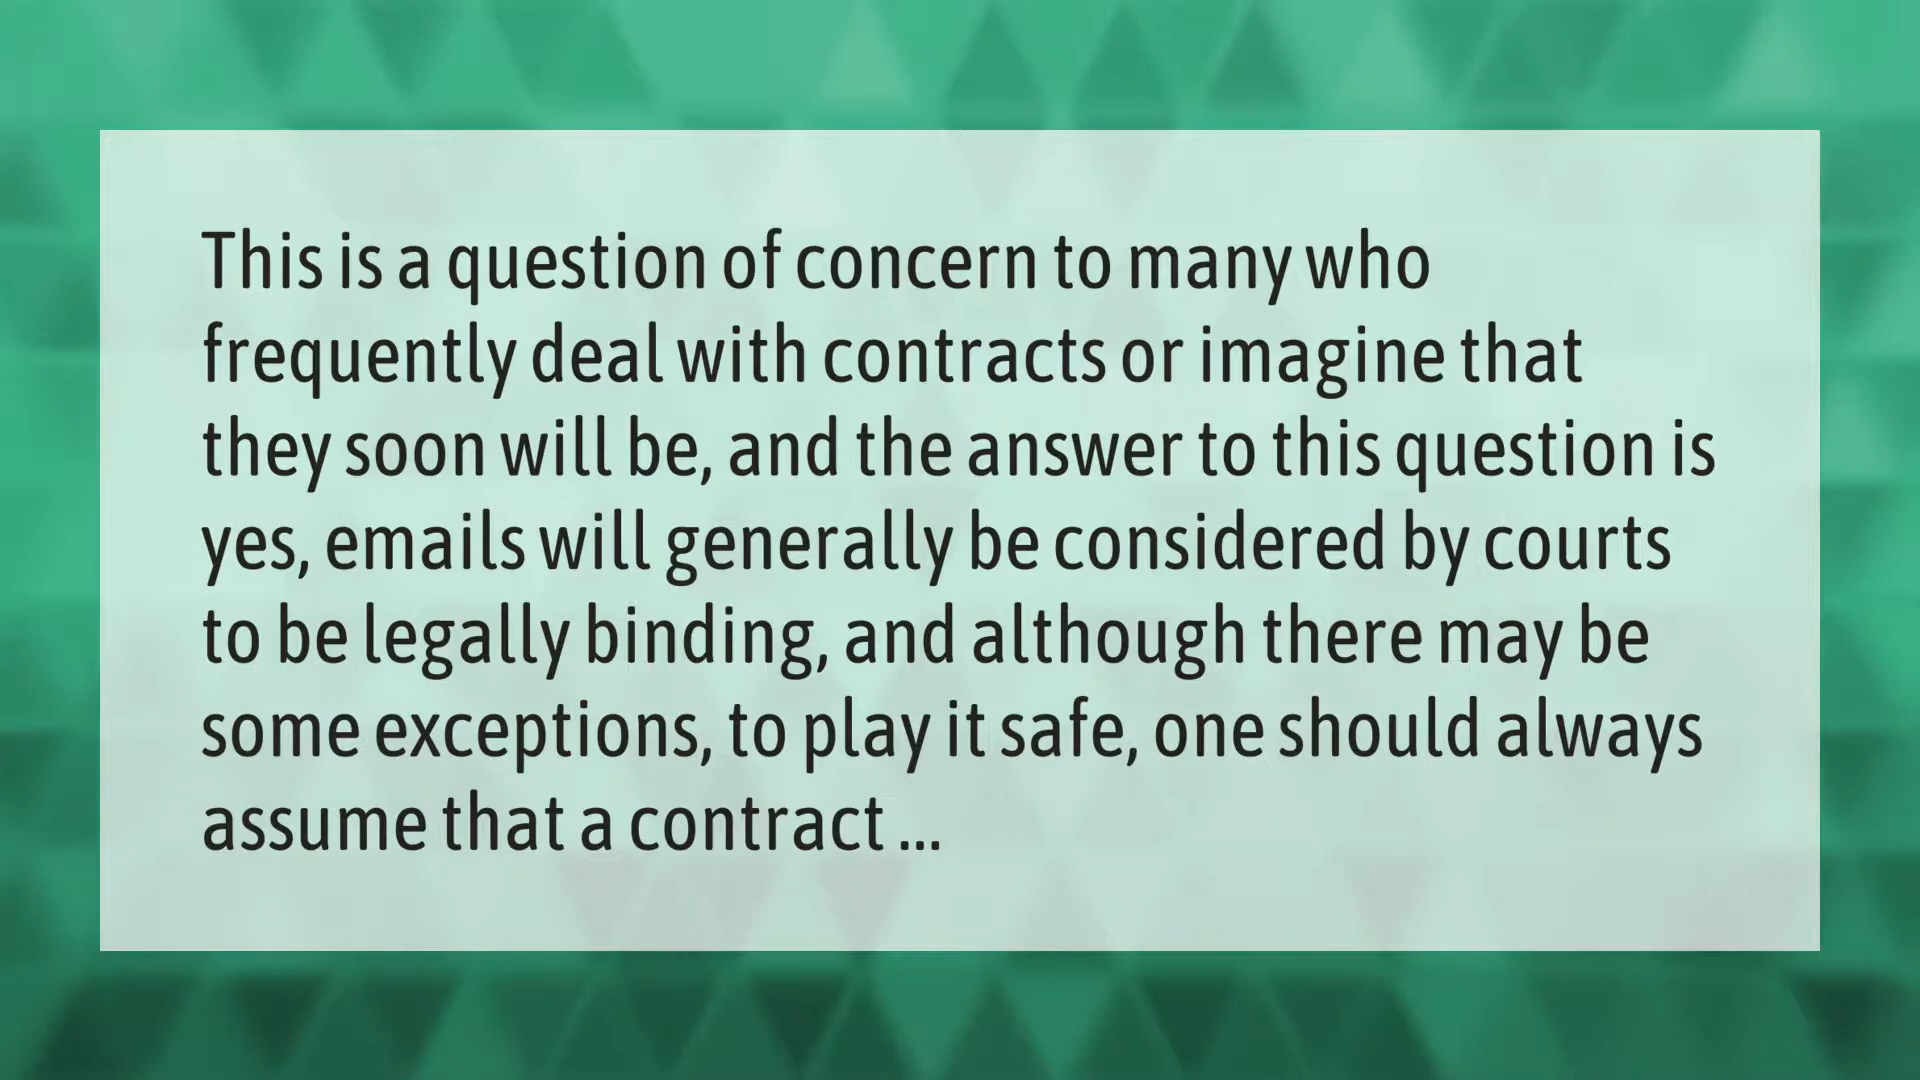 This is a question of concern to many who
frequently deal with contracts or imagine that
they soon will be, and the answer to this question is
yes, emails will generally be considered by courts
to be legally binding, and although there may be
some exceptions, to play it safe, one should always
assume that a contract ...